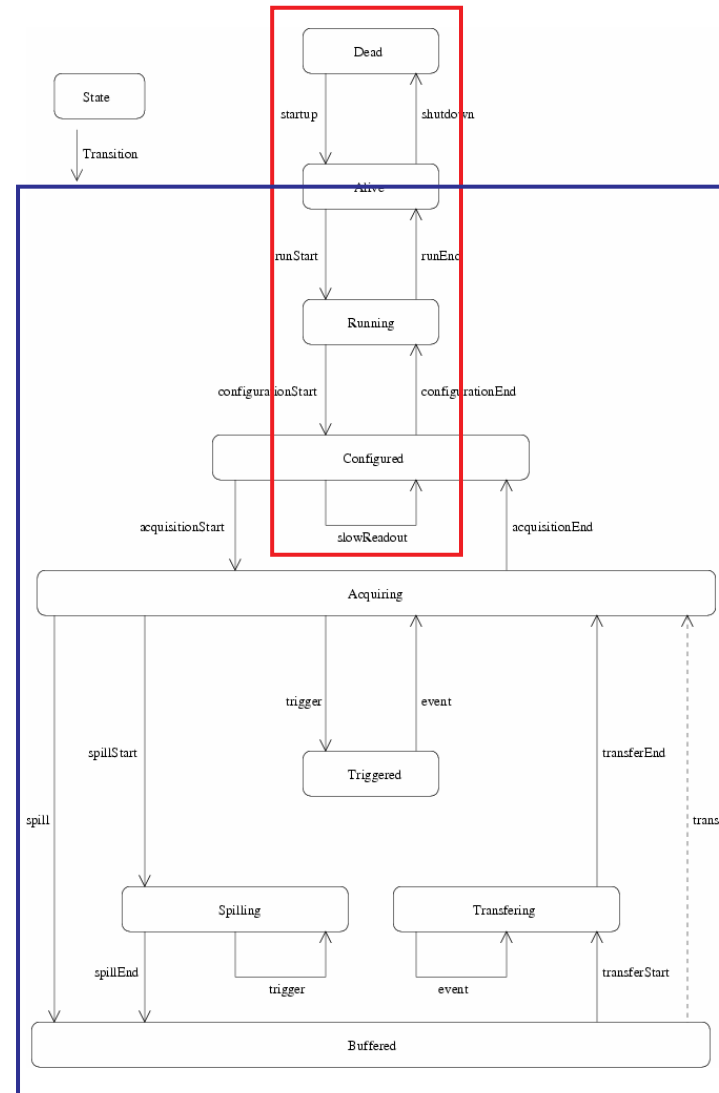 Dead
State
startup
shutdown
Transition
Alive
runStart
runEnd
Running
configurationStart
configurationEnd
Configured
acquisitionStart
acquisitionEnd
slowReadout
Acquiring
trigger
event
spillStart
transferEnd
Triggered
spill
trans
Spilling
Transfering
spillEnd
transferStart
trigger
event
Buffered